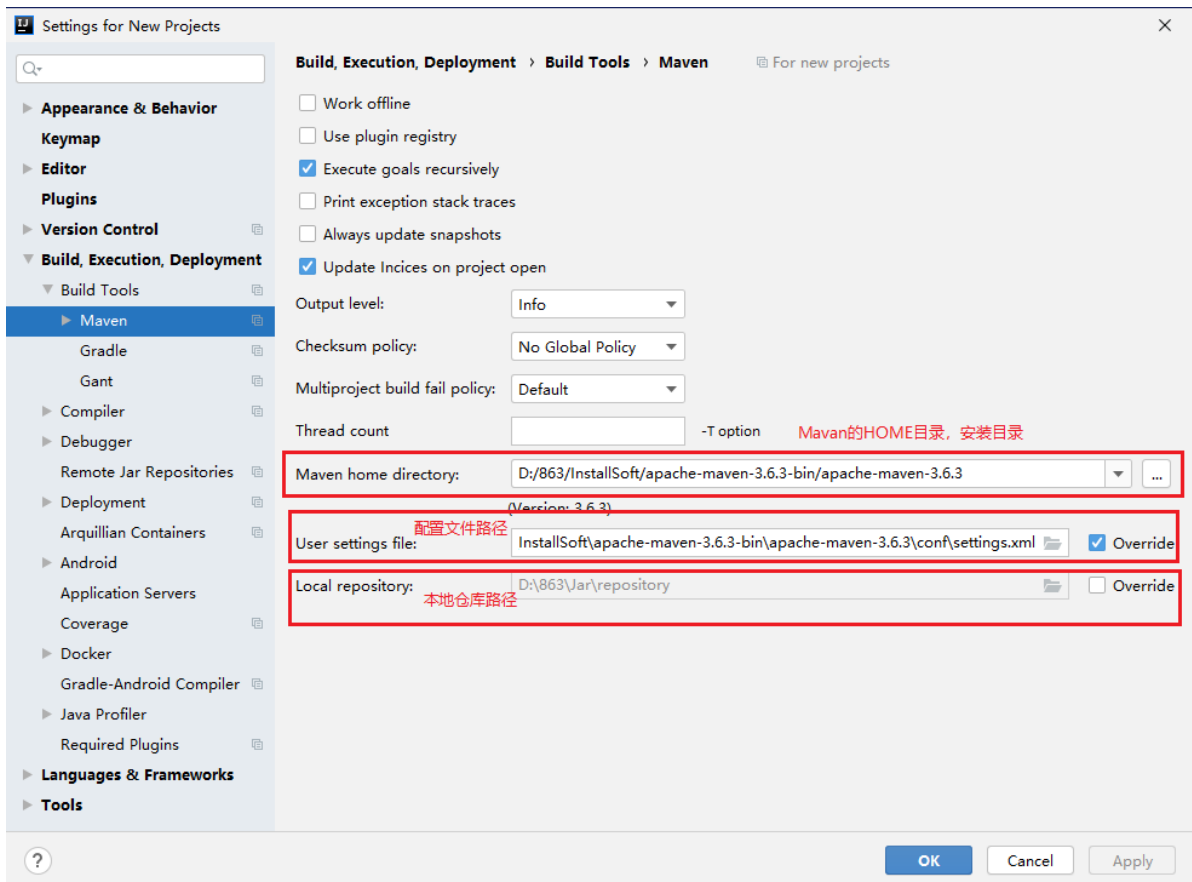 Settings for New Projects
Build, Execution, Deployment › Build Tools › Maven For new projects
Appearance & Behavior
Keymap
Editor
Plugins
Version Control
Build, Execution, Deployment
Build Tools
Maven
Gradle
Gant
Compiler
Debugger
Remote Jar Repositories
Deployment
Arquillian Containers
Android
Application Servers
Coverage
Docker
Gradle-Android Compiler
Java Profiler
Required Plugins
Languages & Frameworks
Tools
Work offline
Use plugin registry
Execute goals recursively
Print exception stack traces
Always update snapshots
Update Incices on project open
Output level: Info
Checksum policy: No Global Policy
Multiproject build fail policy: Default
Thread count -T option Mavan的HOME目录，安装目录
Maven home directory: D:/863/InstallSoft/apache-maven-3.6.3-bin/apache-maven-3.6.3 ...
(Version: 3.6.3)
配置文件路径
User settings file: InstallSoft\apache-maven-3.6.3-bin\apache-maven-3.6.3\conf\settings.xml Override
Local repository: D:\863\Jar\repository Override
本地仓库路径
? OK Cancel Apply